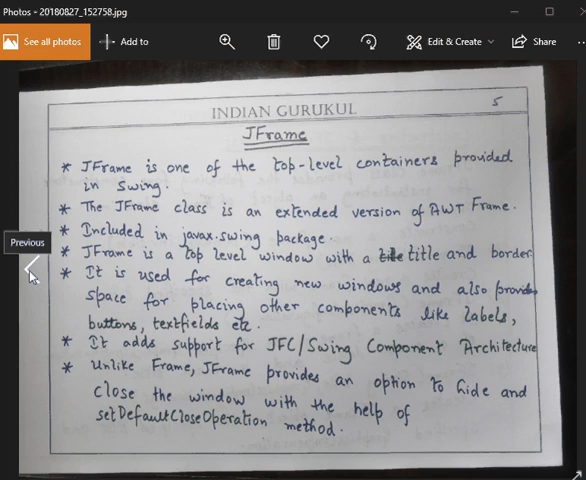 Photos - 20180827_152758.jpg
See all photos
Add to
Edit & Create
Share
INDIAN GURUKUL
5
JFrame
* JFrame is one of the top-level containers provided
in swing.
* The JFrame class is an extended version of AWT Frame.
* Included in javax.swing package.
Previous
* JFrame is a top level window with a title and border.
* It is used for creating new windows and also provides
space for placing other components like labels,
buttons, textfields etc.
* It adds support for JFC/Swing Component Architecture
* Unlike Frame, JFrame provides an option to hide and
close the window with the help of
setDefaultCloseOperation method.